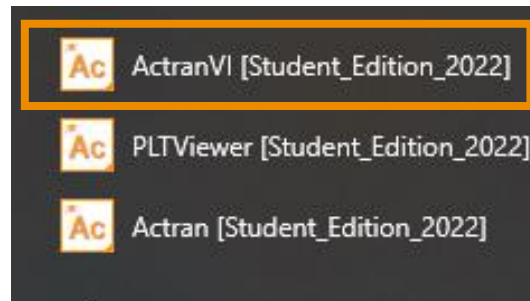 Ac ActranVI [Student_Edition_2022]
Ac PLTViewer [Student_Edition_2022]
Ac Actran [Student_Edition_2022]